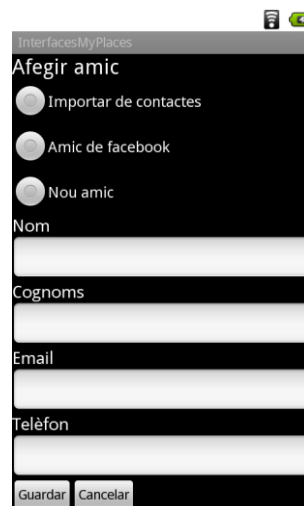 InterfacesMyPlaces
Afegir amic
Importar de contactes
Amic de facebook
Nou amic
Nom
Cognoms
Email
Telèfon
Guardar Cancelar